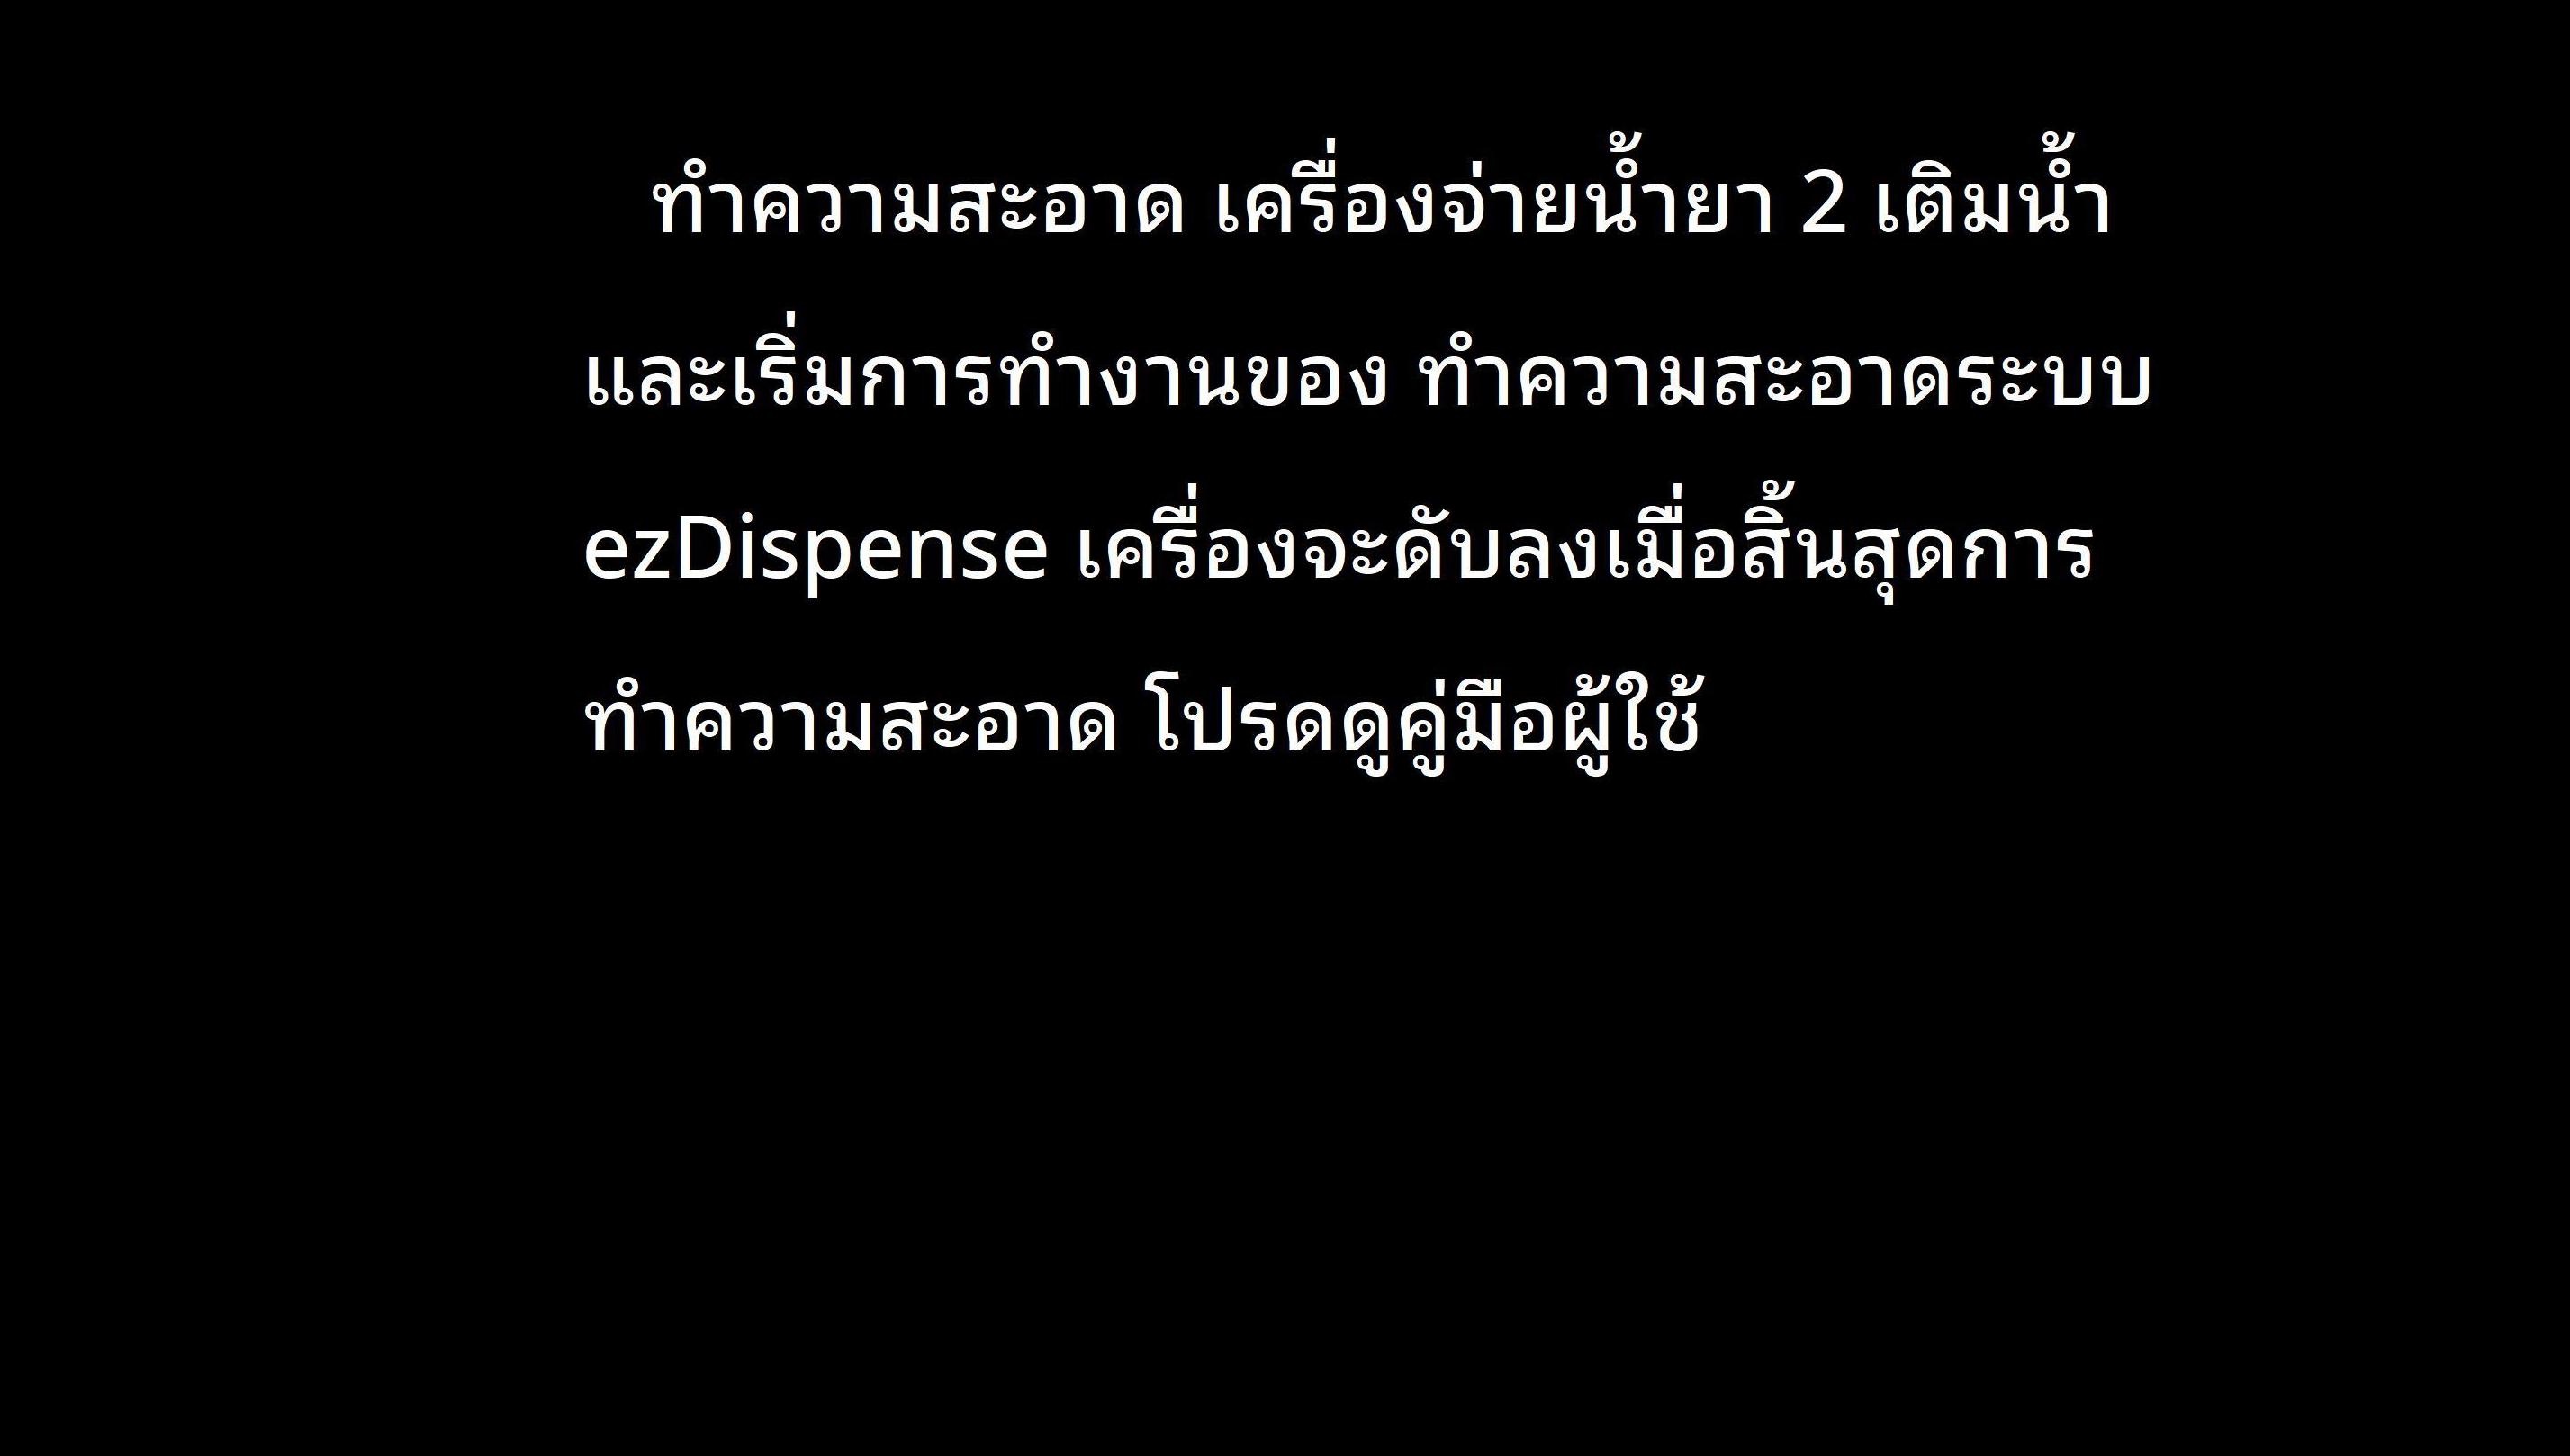 ทำความสะอาด เครื่องจ่ายน้ำยา 2 เติมน้ำ
และเริ่มการทำงานของ ทำความสะอาดระบบ
ezDispense เครื่องจะดับลงเมื่อสิ้นสุดการ
ทำความสะอาด โปรดดูคู่มือผู้ใช้